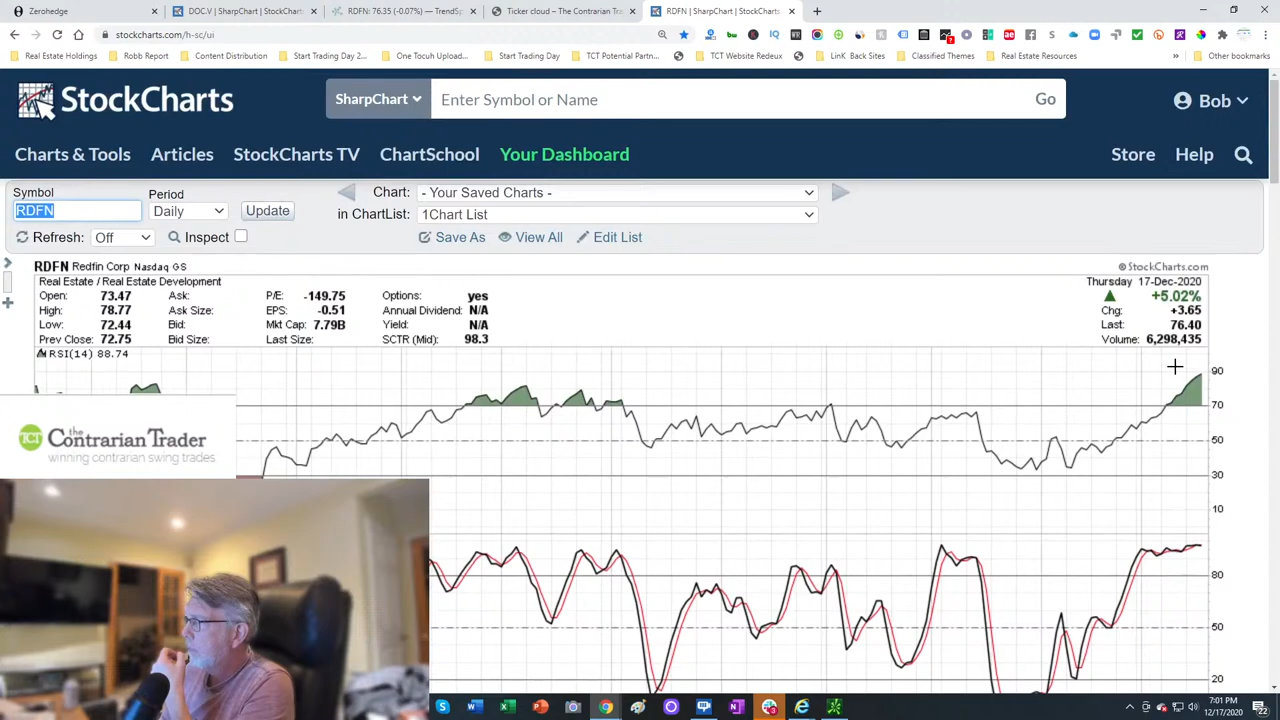 Zerohedge
DOC.V | SharpChart | StockCharts
RDFN: 76.35 (-0.07%) — TrendSp
Ticker cloud – The Contrarian Tr
RDFN | SharpChart | StockCharts
stockcharts.com/h-sc/ui
Real Estate Holdings
Robb Report
Content Distribution
Start Trading Day 2...
One Tocuh Upload...
Start Trading Day
TCT Potential Partn...
TCT Website Redeux
LinK Back Sites
Classified Themes
Real Estate Resources
Other bookmarks
StockCharts
SharpChart
Enter Symbol or Name
Go
Bob
Charts & Tools
Articles
StockCharts TV
ChartSchool
Your Dashboard
Store
Help
Symbol
Period
RDFN
Daily
Update
Chart:
- Your Saved Charts -
in ChartList:
1Chart List
Refresh:
Off
Inspect
Save As
View All
Edit List
RDFN Redfin Corp Nasdaq GS
© StockCharts.com
Real Estate / Real Estate Development
Thursday 17-Dec-2020
Open: 73.47 Ask: P/E: -149.75 Options: yes
+5.02%
High: 78.77 Ask Size: EPS: -0.51 Annual Dividend: N/A
Chg: +3.65
Low: 72.44 Bid: Mkt Cap: 7.79B Yield: N/A
Last: 76.40
Prev Close: 72.75 Bid Size: Last Size: SCTR (Mid): 98.3
Volume: 6,298,435
RSI(14) 88.74
90
70
50
30
10
80
50
20
TCT the Contrarian Trader
winning contrarian swing trades
7:01 PM
12/17/2020
22